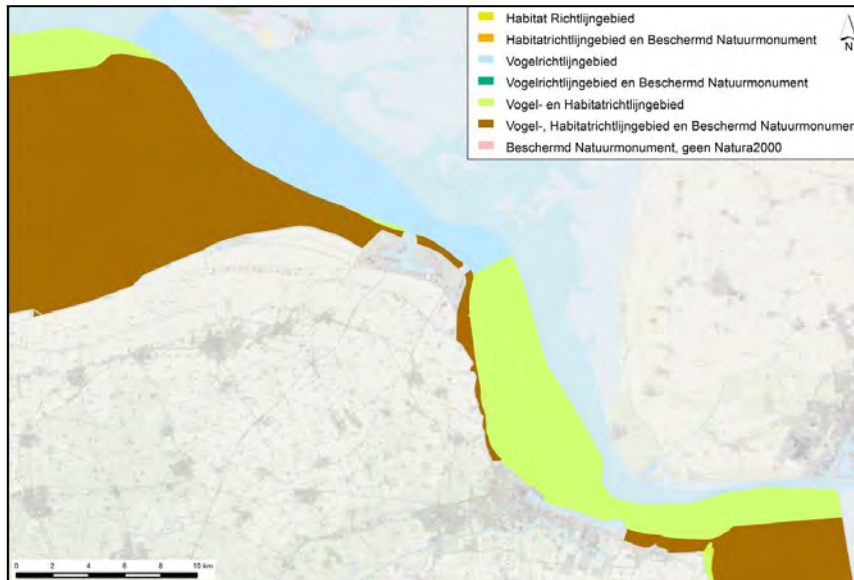 Habitat Richtlijngebied
N
Habitatrichtlijngebied en Beschermd Natuurmonument
Vogelrichtlijngebied
Vogelrichtlijngebied en Beschermd Natuurmonument
Vogel- en Habitatrichtlijngebied
Vogel-, Habitatrichtlijngebied en Beschermd Natuurmonumen
Beschermd Natuurmonument, geen Natura2000
0 2 4 6 8 10 km